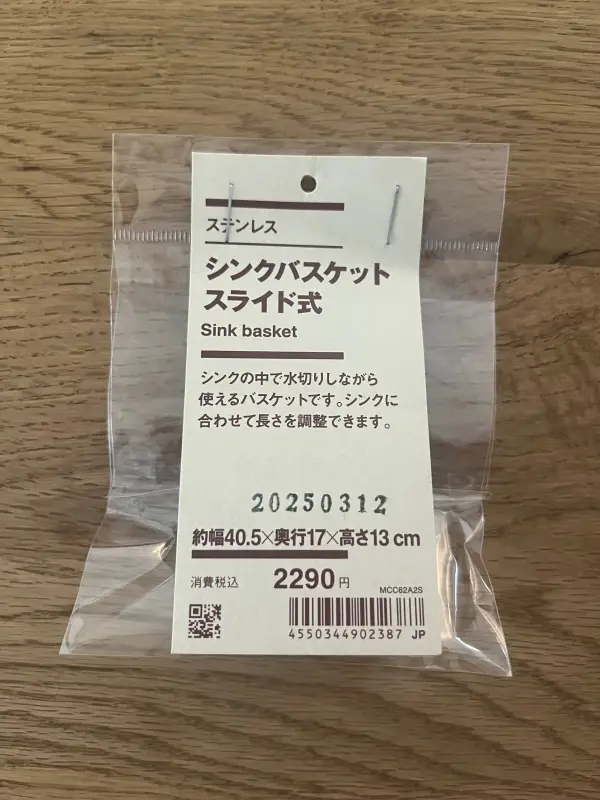 ステンレス
シンクバスケット
スライド式
Sink basket
シンクの中で水切りしながら
使えるバスケットです。シンクに
合わせて長さを調整できます。
20250312
約幅40.5×奥行17×高さ13 cm
消費税込 2290円
MCC62A2S
4550344902387 JP